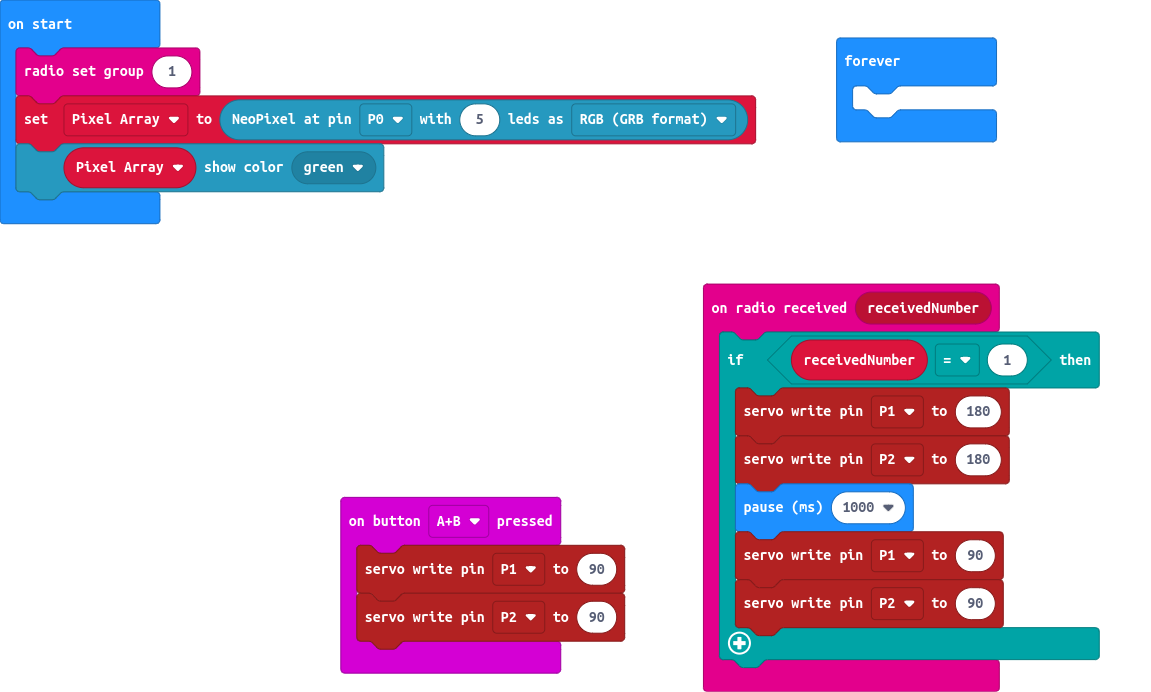 on start
radio set group 1
set Pixel Array to NeoPixel at pin P0 with 5 leds as RGB (GRB format)
Pixel Array show color green
forever
on radio received receivedNumber
if receivedNumber = 1 then
servo write pin P1 to 180
servo write pin P2 to 180
pause (ms) 1000
servo write pin P1 to 90
servo write pin P2 to 90
on button A+B pressed
servo write pin P1 to 90
servo write pin P2 to 90